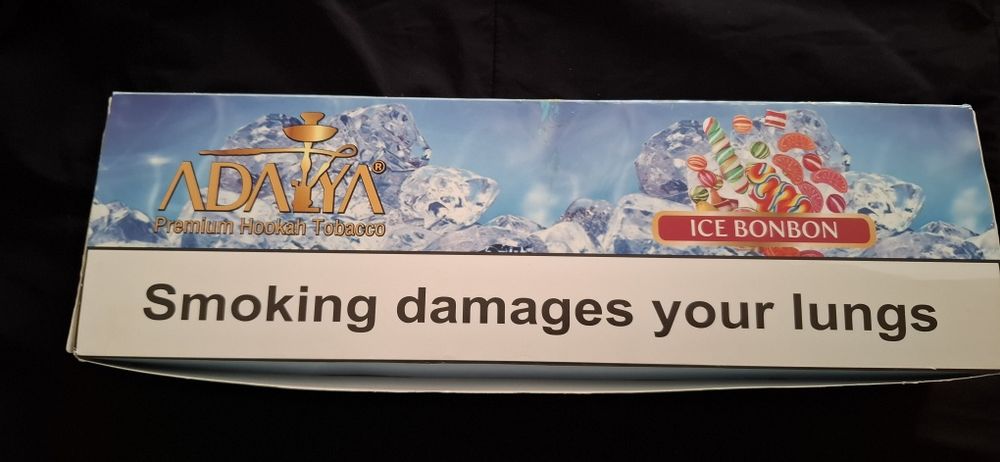 ADALYA®
Premium Hookah Tobacco
ICE BONBON
Smoking damages your lungs